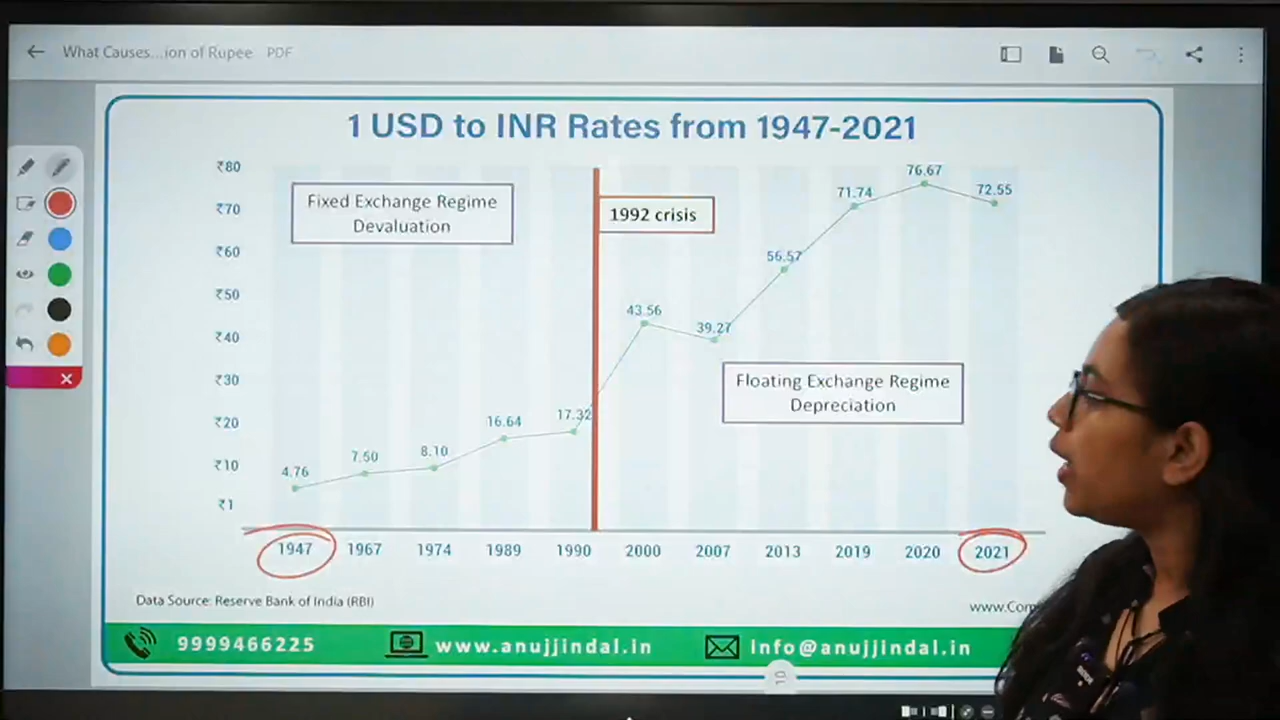 What Causes...ion of Rupee PDF
1 USD to INR Rates from 1947-2021
₹80
₹70
₹60
₹50
₹40
₹30
₹20
₹10
₹1
Fixed Exchange Regime
Devaluation
1992 crisis
Floating Exchange Regime
Depreciation
4.76
7.50
8.10
16.64
17.32
43.56
39.27
56.57
71.74
76.67
72.55
1947 1967 1974 1989 1990 2000 2007 2013 2019 2020 2021
Data Source: Reserve Bank of India (RBI)
9999466225 www.anujjindal.in Info@anujjindal.in
10